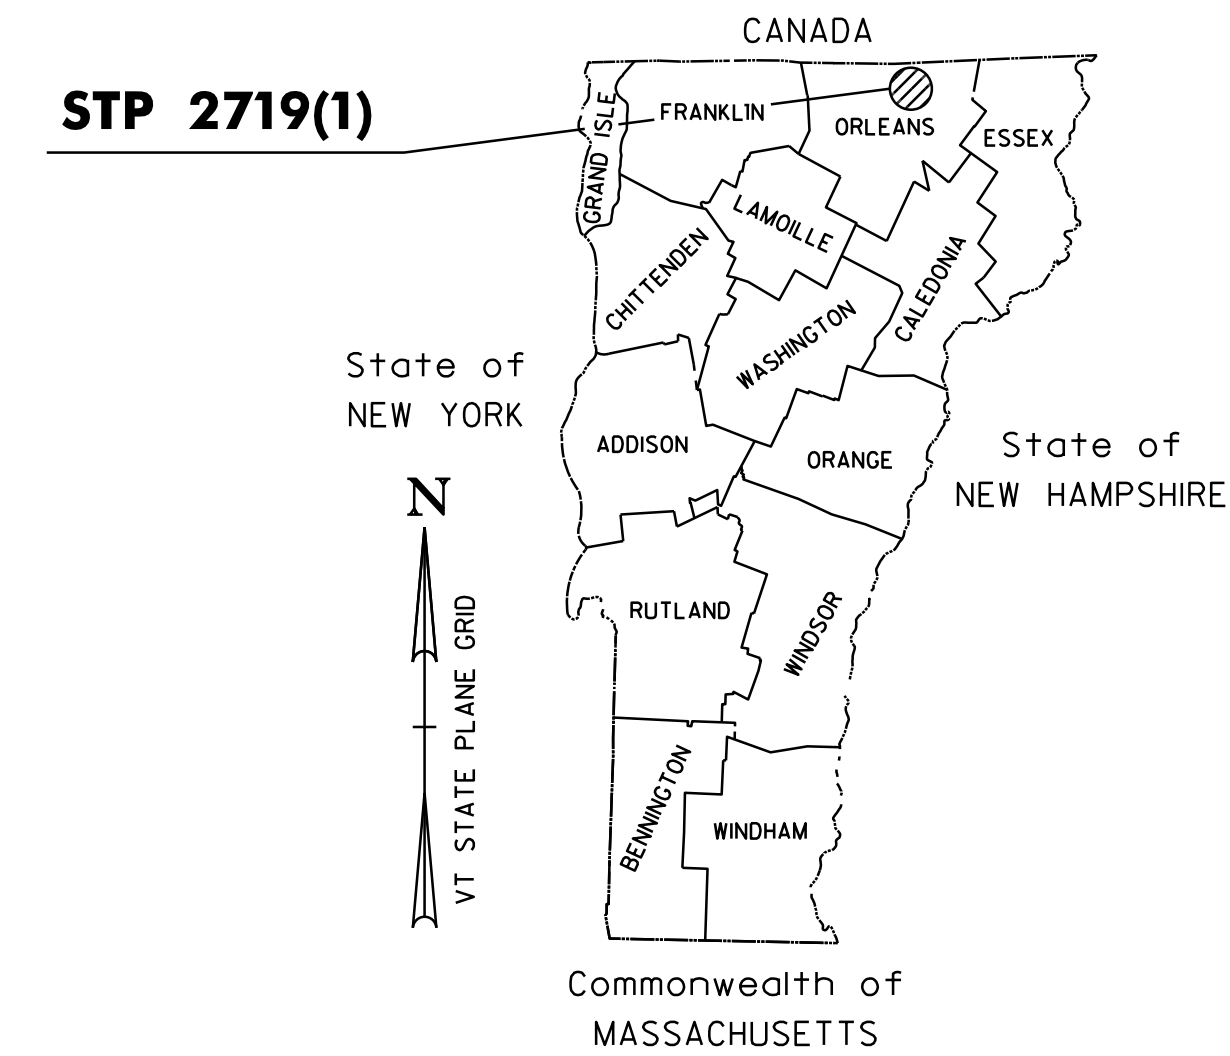 CANADA
STP 2719(1)
GRAND ISLE
FRANKLIN
ORLEANS
ESSEX
LAMOILLE
CHITTENDEN
CALEDONIA
WASHINGTON
State of
NEW YORK
ADDISON
ORANGE
State of
NEW HAMPSHIRE
N
VT STATE PLANE GRID
RUTLAND
WINDSOR
BENNINGTON
WINDHAM
Commonwealth of
MASSACHUSETTS